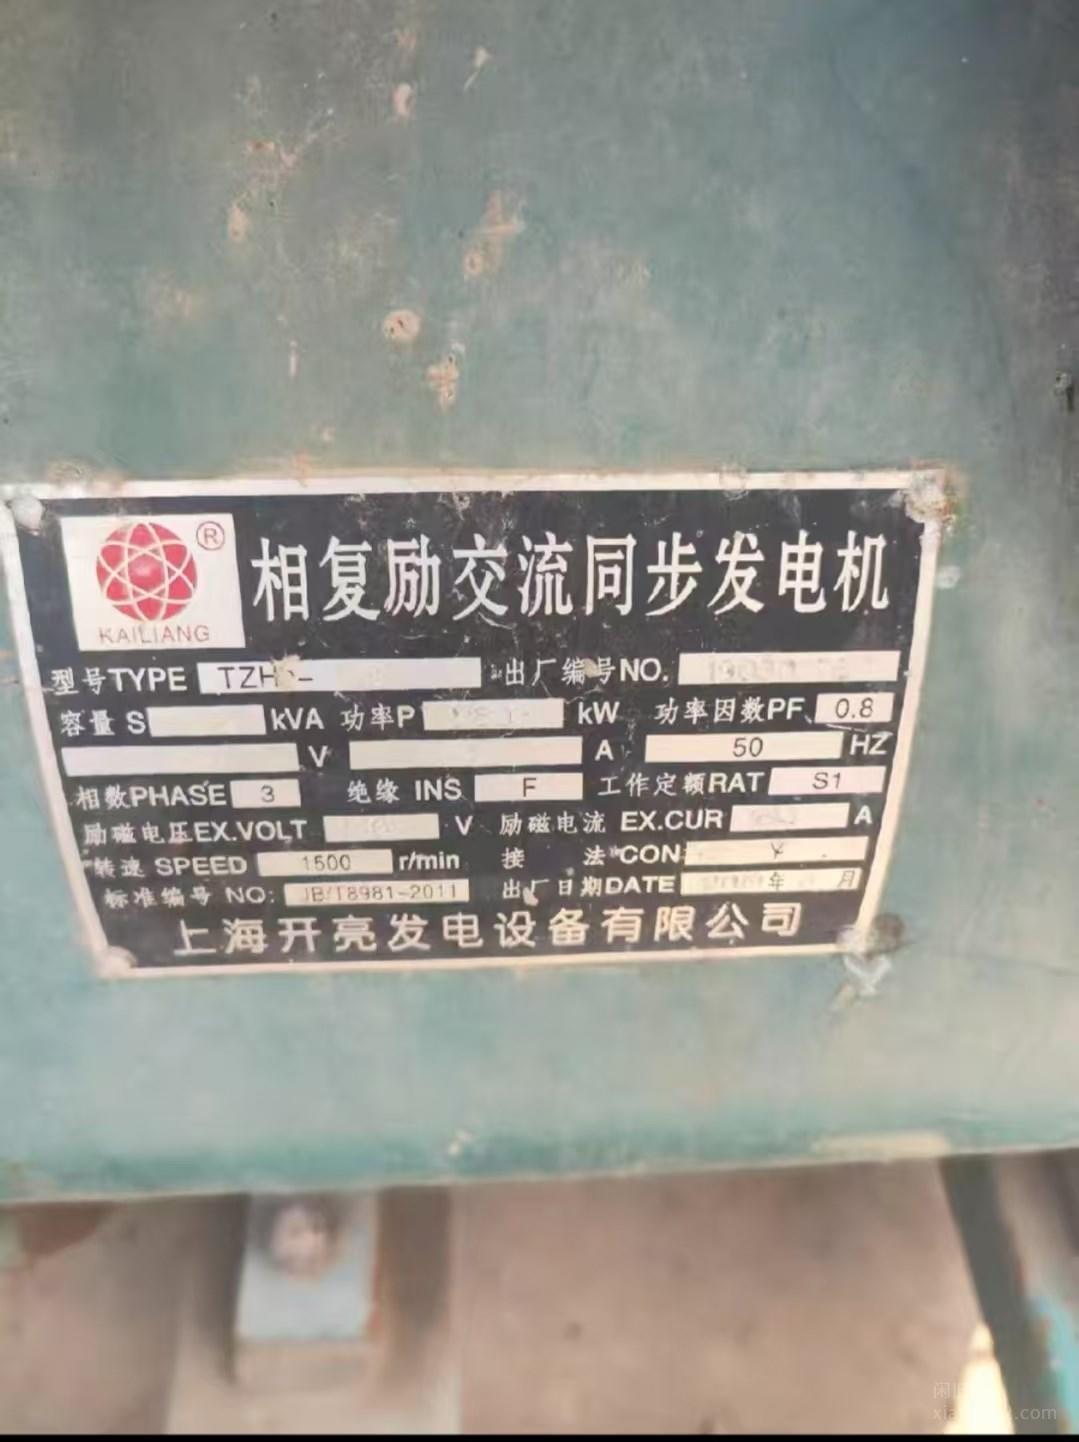 ®
KAILIANG
相复励交流同步发电机
型号TYPE TZH 出厂编号NO.
容量S kVA 功率P kW 功率因数PF 0.8
V A 50 HZ
相数PHASE 3 绝缘 INS F 工作定额RAT S1
励磁电压EX.VOLT V 励磁电流 EX.CUR A
转速 SPEED 1500 r/min 接 法 CON Y
标准编号 NO: JB/T8981-2011 出厂日期DATE 年 月
上海开亮发电设备有限公司